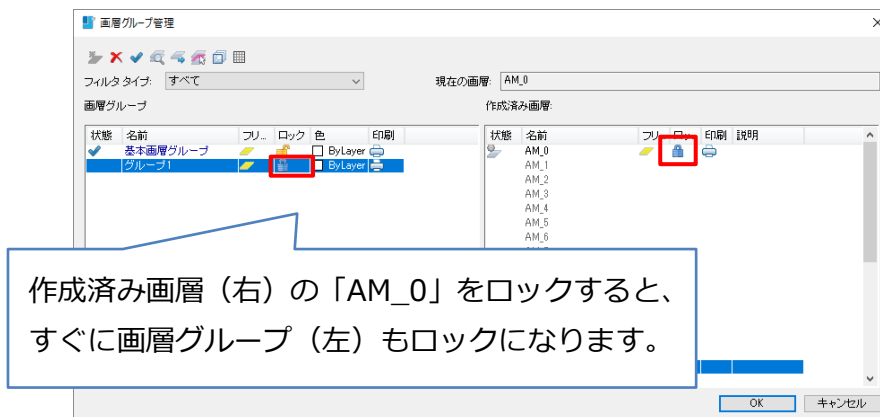 画層グループ管理
フィルタ タイプ: すべて 現在の画層: AM_0
画層グループ 作成済み画層:
状態 名前 フリ... ロック 色 印刷 状態 名前 フリ... ロッ... 印刷 説明
基本画層グループ ByLayer AM_0
グループ1 ByLayer AM_1
AM_2
AM_3
AM_4
AM_5
AM_6
作成済み画層（右）の「AM_0」をロックすると、
すぐに画層グループ（左）もロックになります。
OK キャンセル